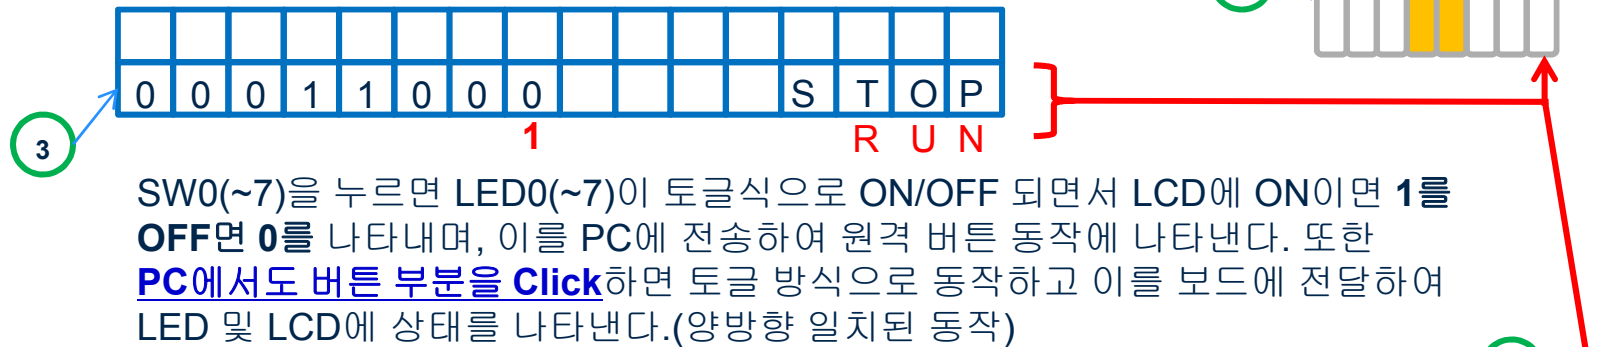 0 0 0 1 1 0 0 0 S T O P
1 R U N
3
SW0(~7)을 누르면 LED0(~7)이 토글식으로 ON/OFF 되면서 LCD에 ON이면 1를
OFF면 0를 나타내며, 이를 PC에 전송하여 원격 버튼 동작에 나타낸다. 또한
PC에서도 버튼 부분을 Click하면 토글 방식으로 동작하고 이를 보드에 전달하여
LED 및 LCD에 상태를 나타낸다.(양방향 일치된 동작)